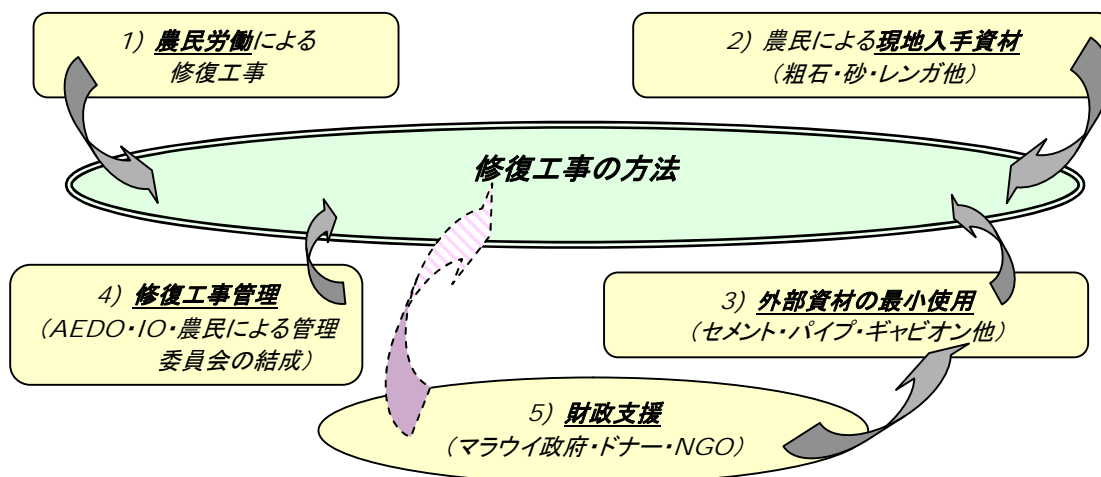 1) 農民労働による
修復工事
2) 農民による現地入手資材
（粗石・砂・レンガ他）
修復工事の方法
4) 修復工事管理
（AEDO・IO・農民による管理
委員会の結成）
3) 外部資材の最小使用
（セメント・パイプ・ギャビオン他）
5) 財政支援
（マラウイ政府・ドナー・NGO）